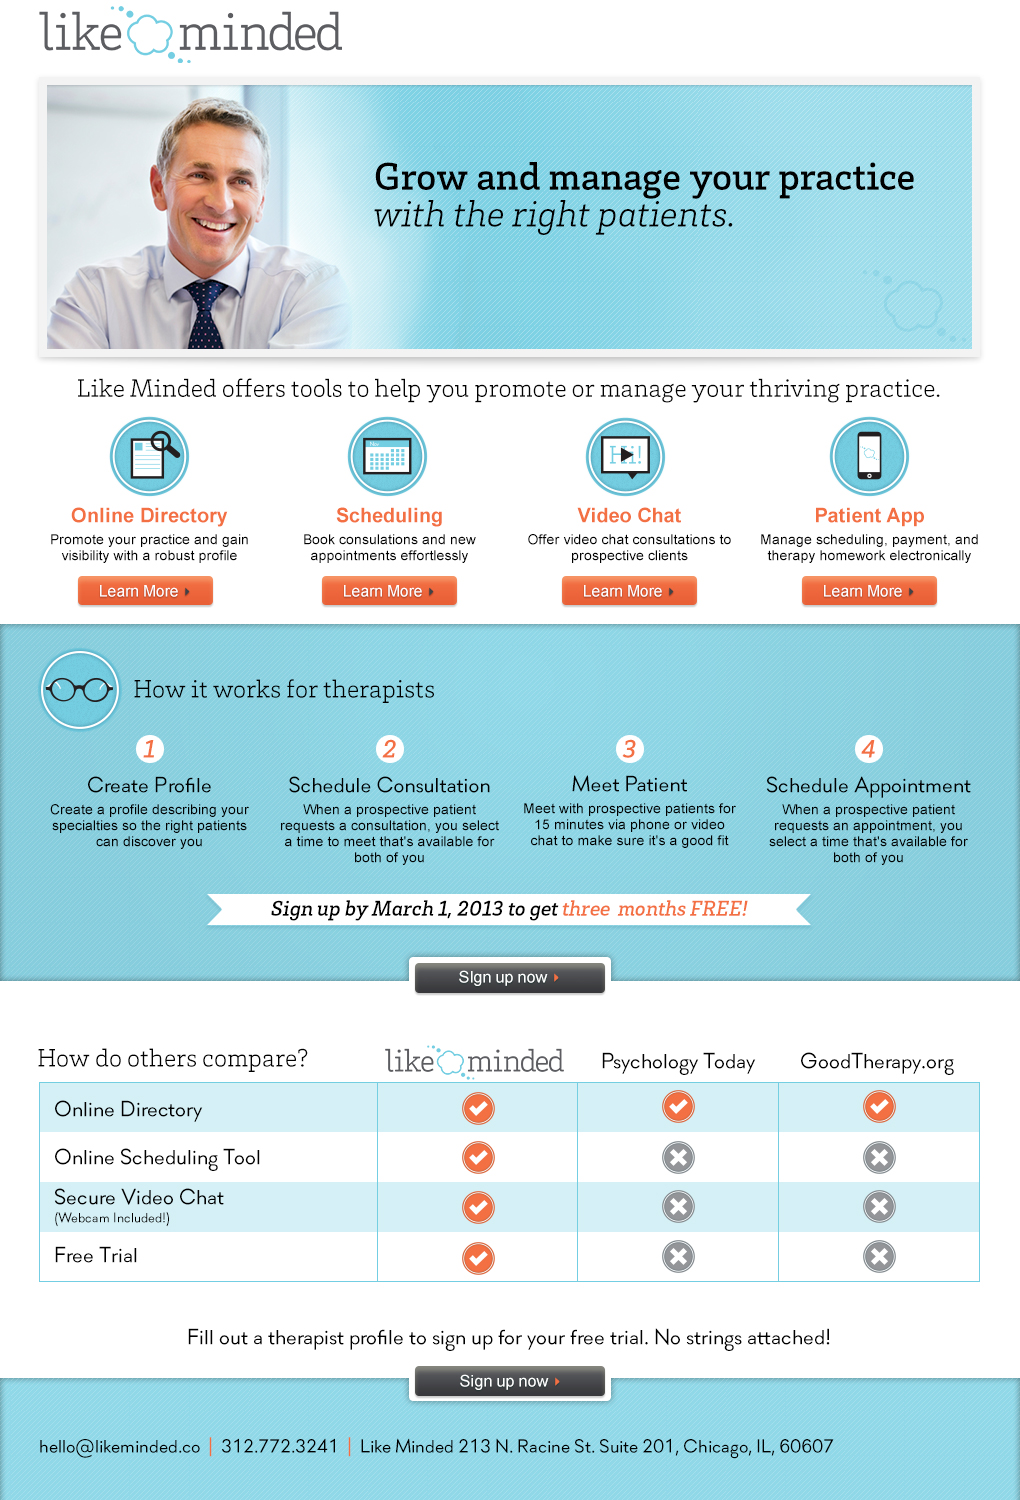 like minded
Grow and manage your practice
with the right patients.
Like Minded offers tools to help you promote or manage your thriving practice.
Nov
Hi!
Online Directory
Promote your practice and gain
visibility with a robust profile
Learn More
Scheduling
Book consulations and new
appointments effortlessly
Learn More
Video Chat
Offer video chat consultations to
prospective clients
Learn More
Patient App
Manage scheduling, payment, and
therapy homework electronically
Learn More
How it works for therapists
1
Create Profile
Create a profile describing your
specialties so the right patients
can discover you
2
Schedule Consultation
When a prospective patient
requests a consultation, you select
a time to meet that's available for
both of you
3
Meet Patient
Meet with prospective patients for
15 minutes via phone or video
chat to make sure it's a good fit
4
Schedule Appointment
When a prospective patient
requests an appointment, you
select a time that's available for
both of you
Sign up by March 1, 2013 to get three months FREE!
SIgn up now
How do others compare?
like minded
Psychology Today
GoodTherapy.org
Online Directory
Online Scheduling Tool
Secure Video Chat
(Webcam Included!)
Free Trial
Fill out a therapist profile to sign up for your free trial. No strings attached!
Sign up now
hello@likeminded.co | 312.772.3241 | Like Minded 213 N. Racine St. Suite 201, Chicago, IL, 60607